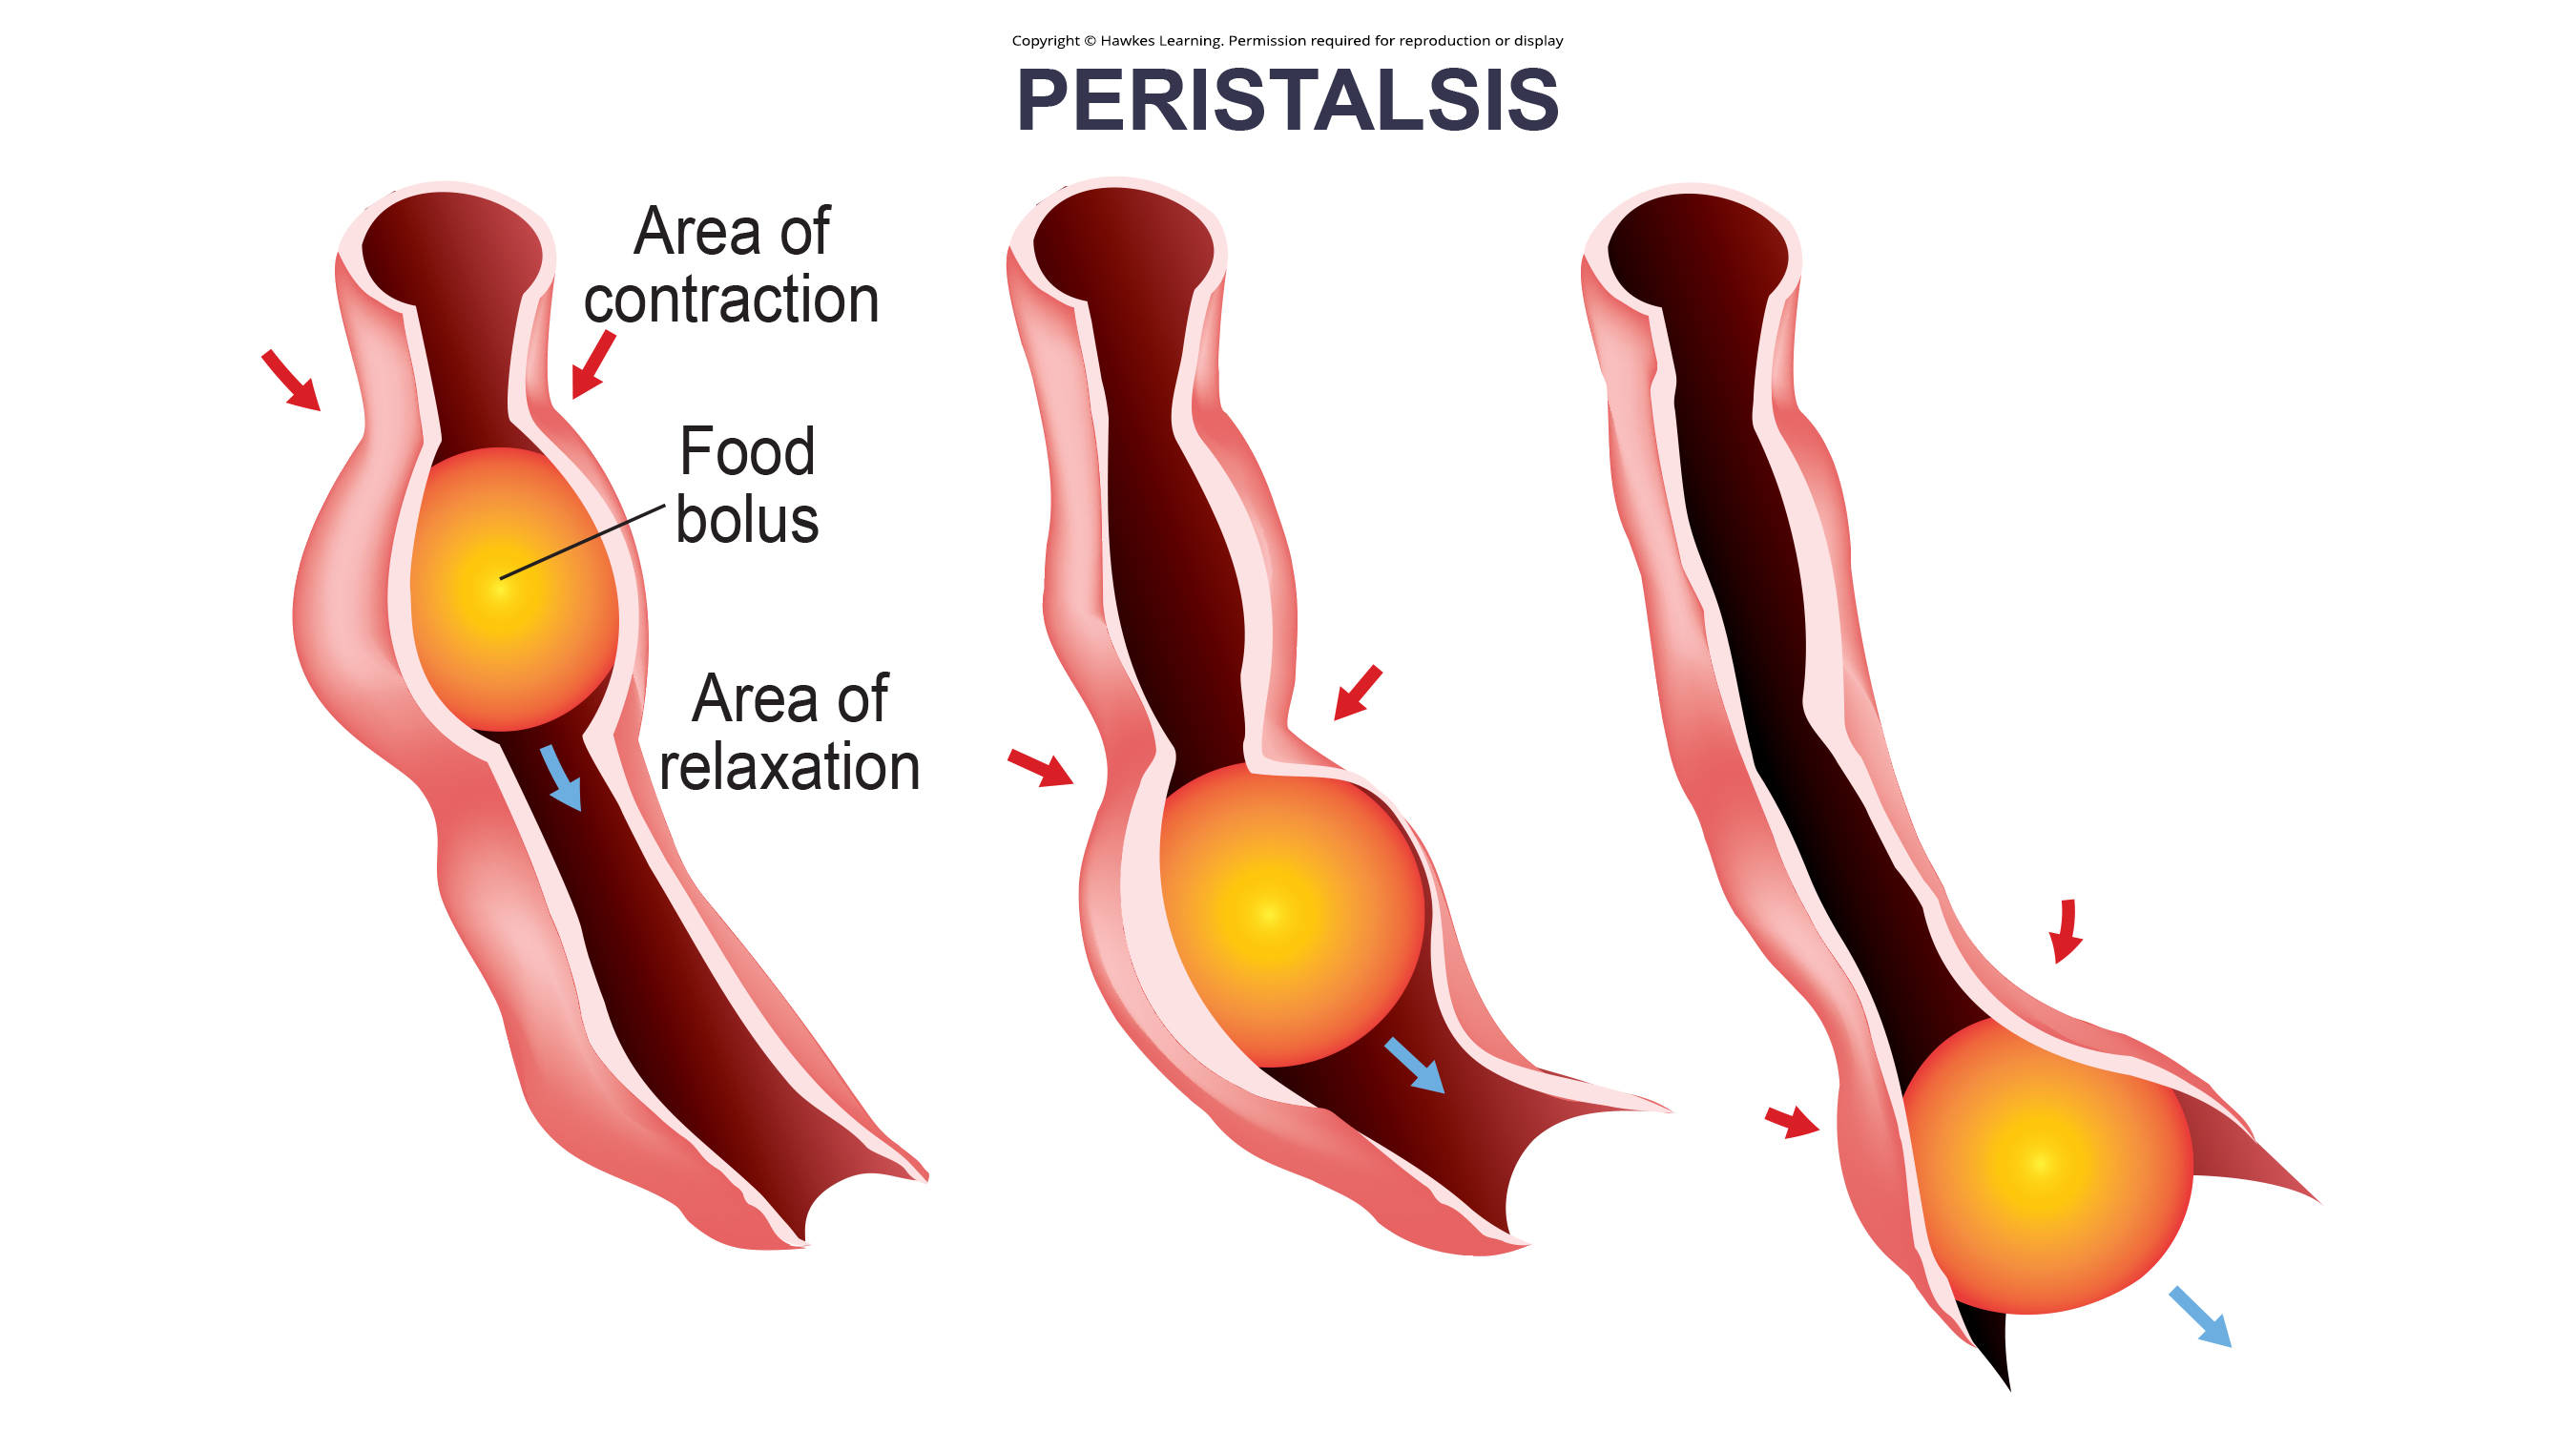 Copyright © Hawkes Learning. Permission required for reproduction or display
PERISTALSIS
Area of
contraction
Food
bolus
Area of
relaxation